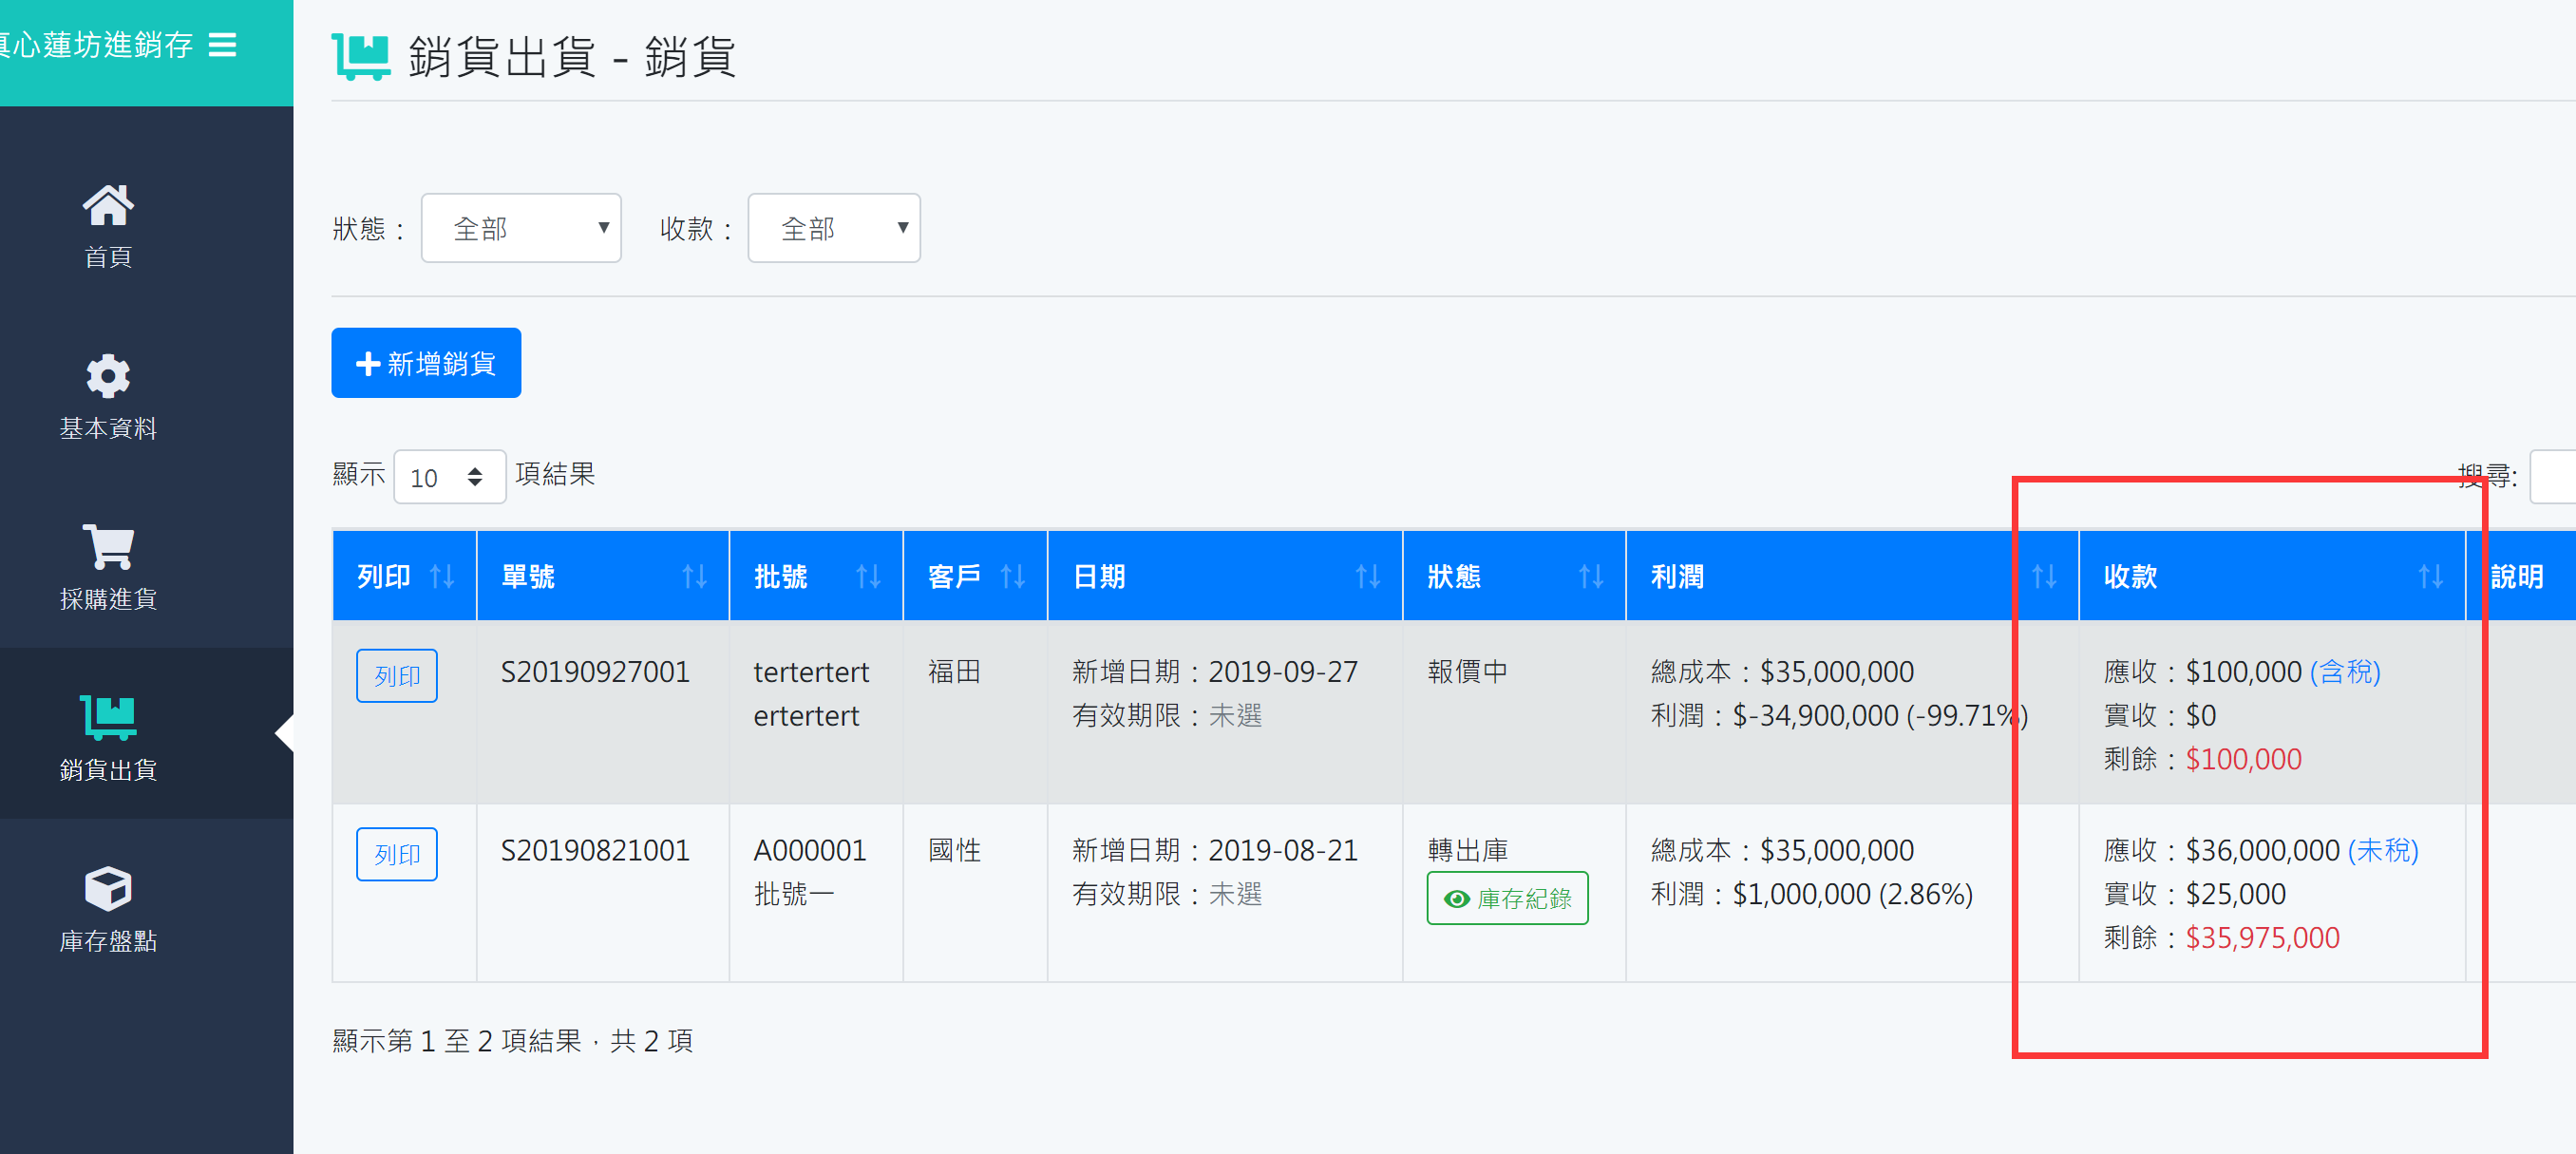 真心蓮坊進銷存
銷貨出貨 - 銷貨
首頁
基本資料
採購進貨
銷貨出貨
庫存盤點
狀態： 全部 收款： 全部
新增銷貨
顯示 10 項結果
搜尋:
列印 單號 批號 客戶 日期 狀態 利潤 收款 說明
列印 S20190927001 tertertert 福田 新增日期：2019-09-27 報價中 總成本：$35,000,000 應收：$100,000 (含稅)
ertertert 有效期限：未選 利潤：$-34,900,000 (-99.71%) 實收：$0
剩餘：$100,000
列印 S20190821001 A000001 國性 新增日期：2019-08-21 轉出庫 總成本：$35,000,000 應收：$36,000,000 (未稅)
批號一 有效期限：未選 庫存紀錄 利潤：$1,000,000 (2.86%) 實收：$25,000
剩餘：$35,975,000
顯示第 1 至 2 項結果，共 2 項